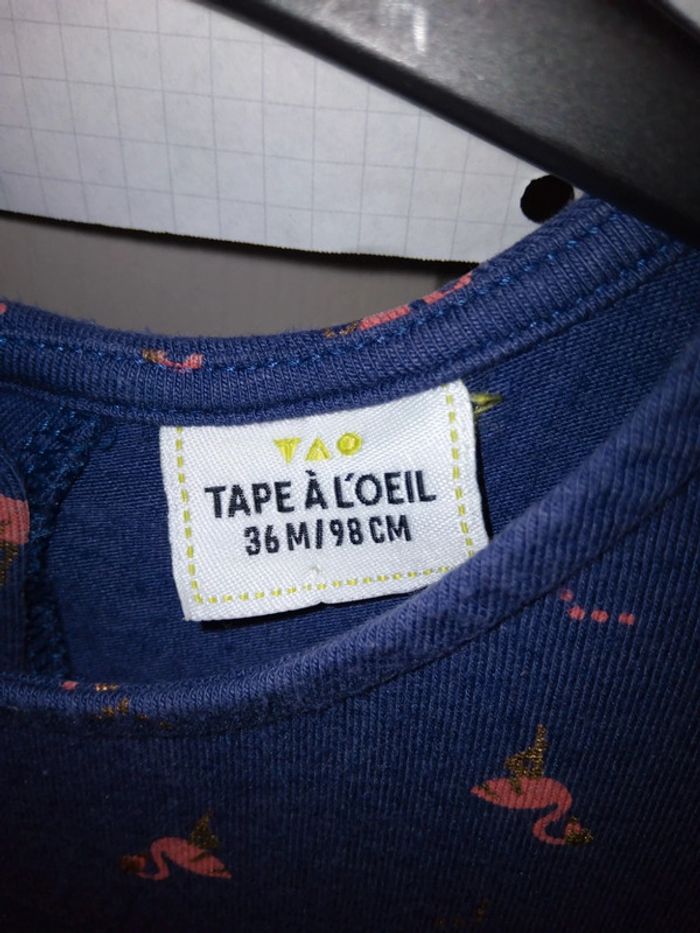 TAO
TAPE À L'OEIL
36 M/98 CM